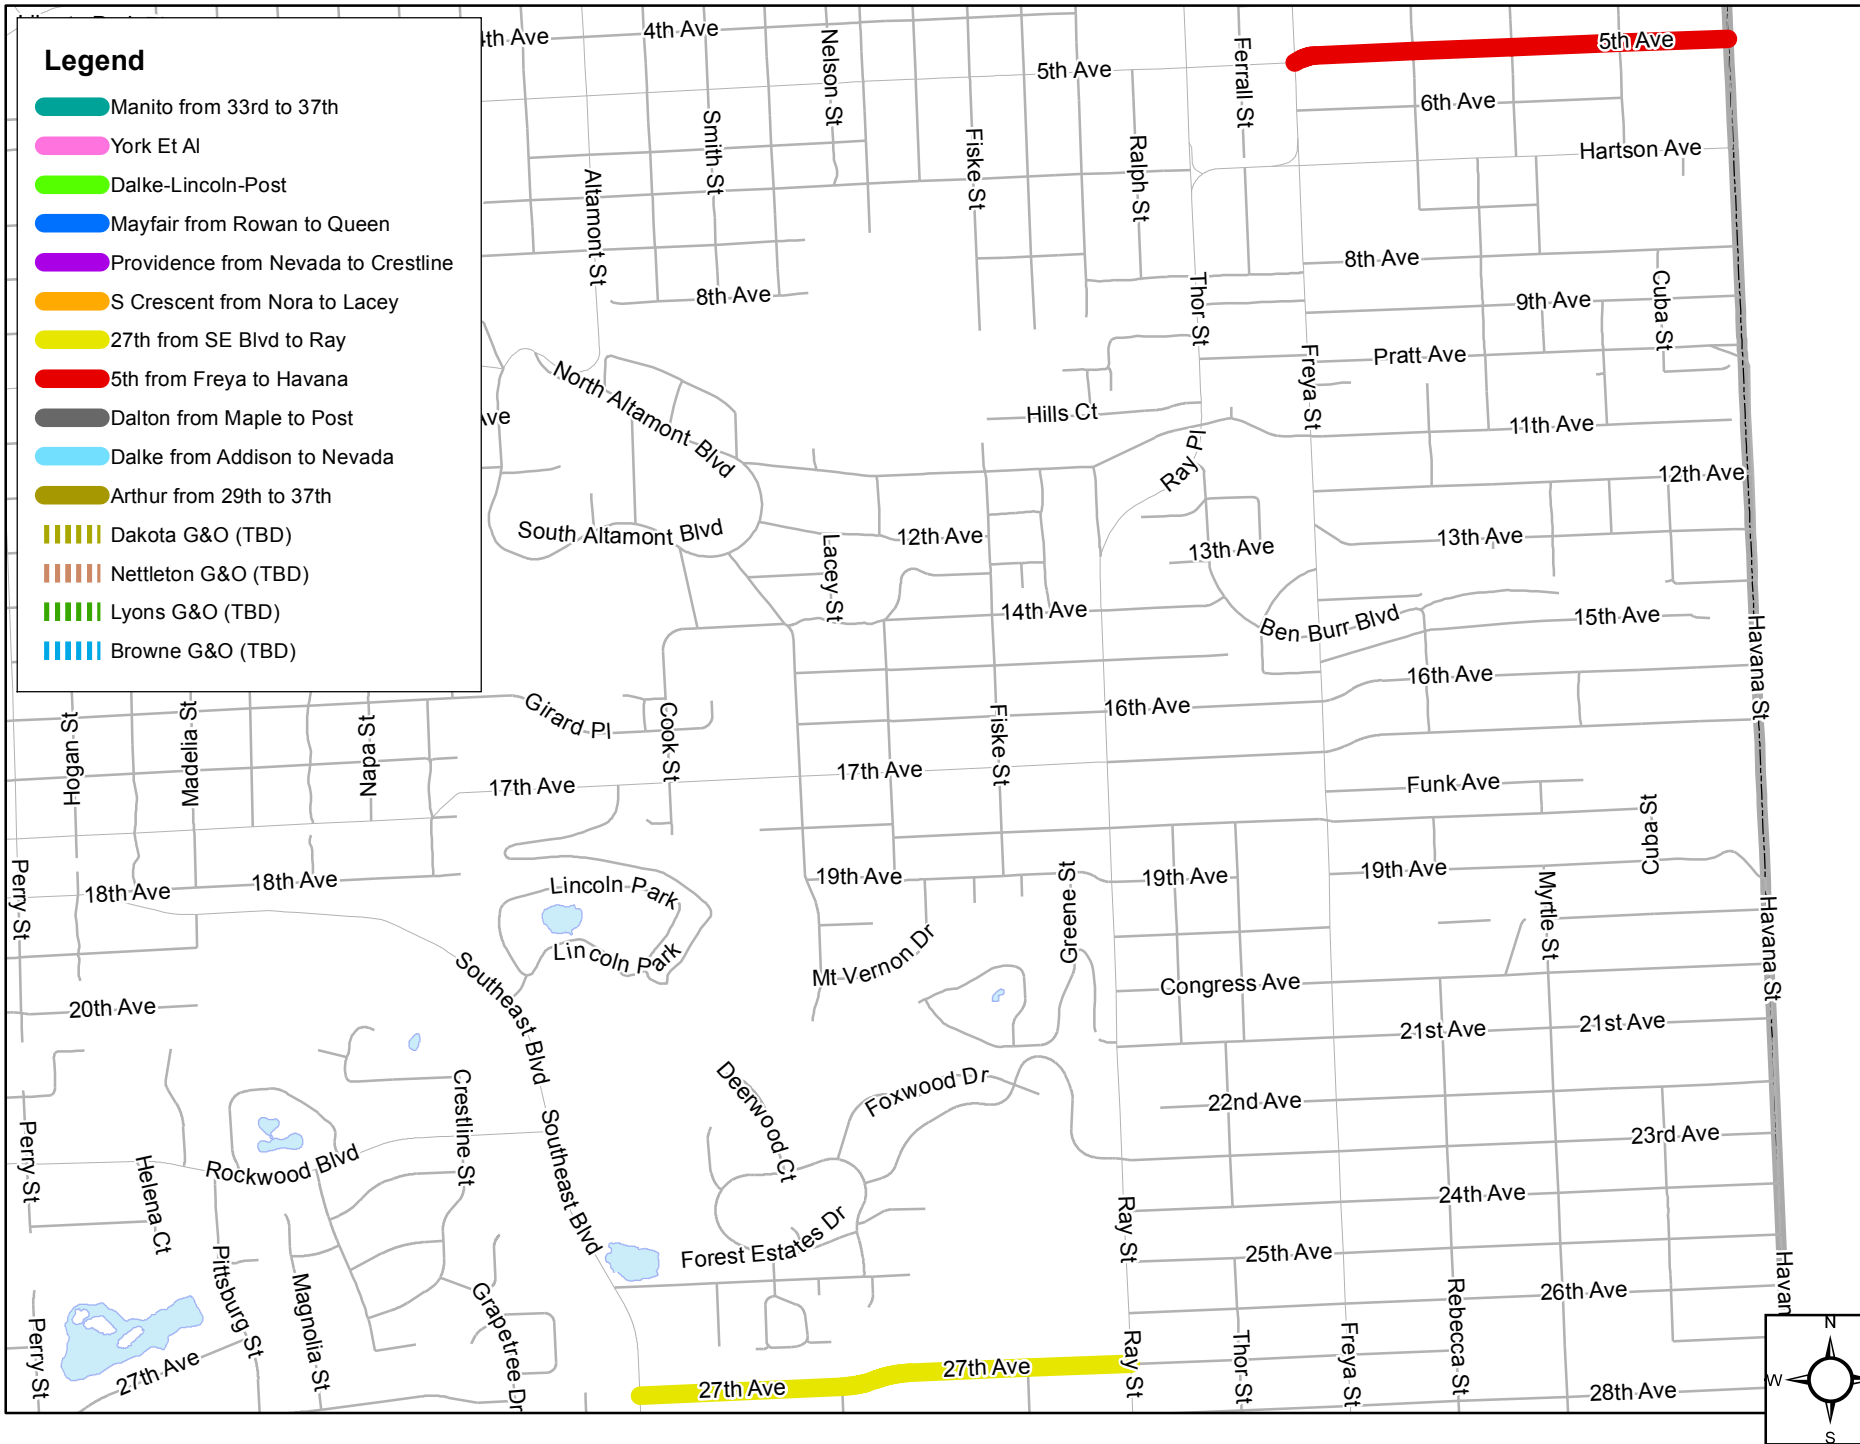 Legend
Manito from 33rd to 37th
York Et Al
Dalke-Lincoln-Post
Mayfair from Rowan to Queen
Providence from Nevada to Crestline
S Crescent from Nora to Lacey
27th from SE Blvd to Ray
5th from Freya to Havana
Dalton from Maple to Post
Dalke from Addison to Nevada
Arthur from 29th to 37th
Dakota G&O (TBD)
Nettleton G&O (TBD)
Lyons G&O (TBD)
Browne G&O (TBD)
4th Ave
4th Ave
Nelson St
5th Ave
Ferrall St
5th Ave
6th Ave
Smith St
Fiske St
Ralph St
Hartson Ave
Altamont St
8th Ave
8th Ave
Thor St
9th Ave
Cuba St
Freya St
Pratt Ave
North Altamont Blvd
Ave
Hills Ct
Ray Pl
11th Ave
12th Ave
South Altamont Blvd
Lacey St
12th Ave
13th Ave
13th Ave
14th Ave
Ben Burr Blvd
15th Ave
Havana St
16th Ave
16th Ave
Girard Pl
Cook St
Fiske St
Hogan St
Madelia St
Napa St
17th Ave
17th Ave
Funk Ave
Cuba St
Perry St
18th Ave
18th Ave
Lincoln Park
Lincoln Park
19th Ave
Greene St
19th Ave
19th Ave
Myrtle St
Havana St
Mt Vernon Dr
Southeast Blvd
Congress Ave
20th Ave
21st Ave
21st Ave
Crestline St
Deerwood Ct
Foxwood Dr
22nd Ave
Perry St
Helena Ct
Rockwood Blvd
Southeast Blvd
23rd Ave
24th Ave
Ray St
Forest Estates Dr
25th Ave
Pittsburg St
Magnolia St
Grapetree Dr
Rebecca St
26th Ave
Havan
Perry St
27th Ave
27th Ave
27th Ave
Ray St
Thor St
Freya St
28th Ave
N
W
S